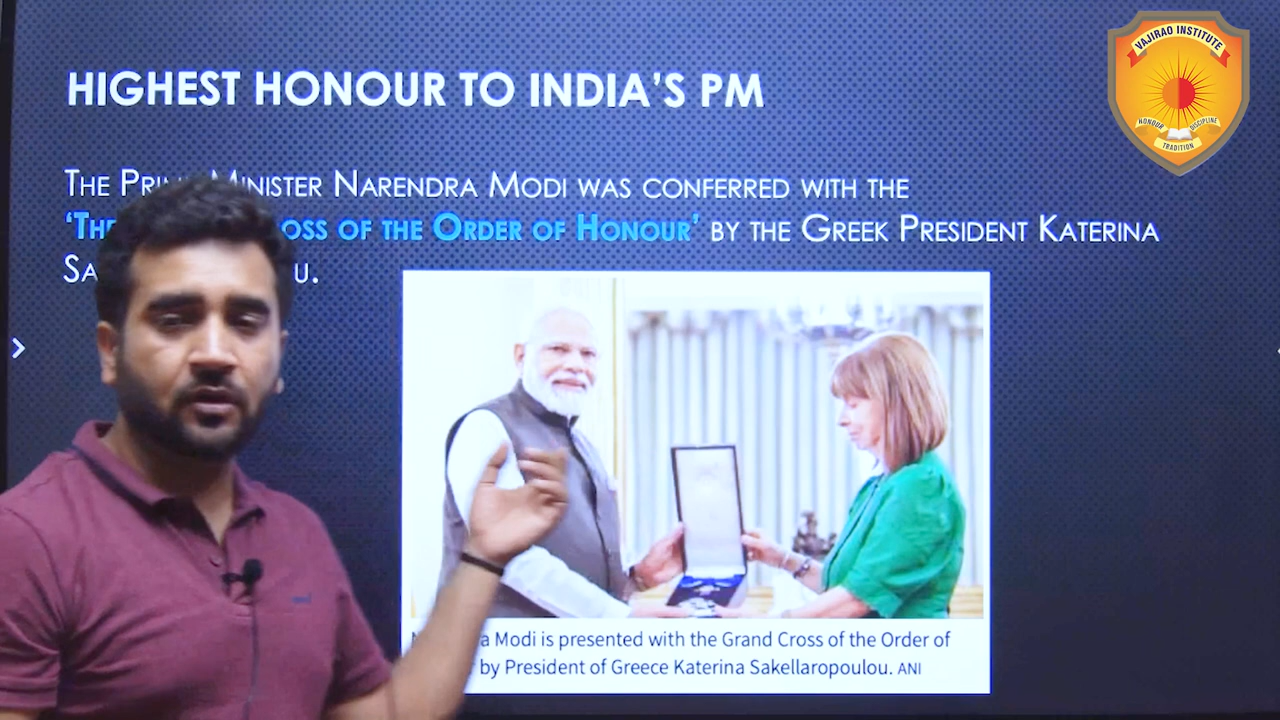 HIGHEST HONOUR TO INDIA'S PM
VAJIRAO INSTITUTE
HONOUR
DISCIPLINE
TRADITION
THE MINISTER NARENDRA MODI WAS CONFERRED WITH THE
OF THE ORDER OF HONOUR' BY THE GREEK PRESIDENT KATERINA
a Modi is presented with the Grand Cross of the Order of
by President of Greece Katerina Sakellaropoulou. ANI